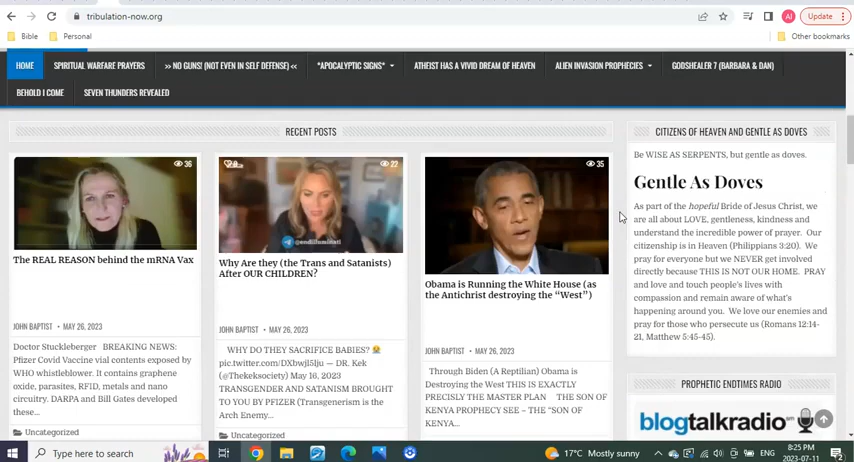 tribulation-now.org
AI
Update
Bible
Personal
Other bookmarks
HOME
SPIRITUAL WARFARE PRAYERS
>> NO GUNS! (NOT EVEN IN SELF DEFENSE) <<
*APOCALYPTIC SIGNS*
ATHEIST HAS A VIVID DREAM OF HEAVEN
ALIEN INVASION PROPHECIES
GODSHEALER 7 (BARBARA & DAN)
BEHOLD I COME
SEVEN THUNDERS REVEALED
RECENT POSTS
36
The REAL REASON behind the mRNA Vax
JOHN BAPTIST
MAY 26, 2023
Doctor Stuckleberger BREAKING NEWS:
Pfizer Covid Vaccine vial contents exposed by
WHO whistleblower. It contains graphene
oxide, parasites, RFID, metals and nano
circuitry. DARPA and Bill Gates developed
these...
Uncategorized
22
@endilluminati
Why Are they (the Trans and Satanists)
After OUR CHILDREN?
JOHN BAPTIST
MAY 26, 2023
WHY DO THEY SACRIFICE BABIES? 😢
pic.twitter.com/DXbwjl5lju — DR. Kek
(@Thekeksociety) May 16, 2023
TRANSGENDER AND SATANISM BROUGHT
TO YOU BY PFIZER (Transgenerism is the
Arch Enemy...
Uncategorized
35
Obama is Running the White House (as
the Antichrist destroying the “West”)
JOHN BAPTIST
MAY 26, 2023
Through Biden (A Reptilian) Obama is
Destroying the West THIS IS EXACTLY
PRECISLY THE MASTER PLAN THE SON OF
KENYA PROPHECY SEE – THE “SON OF
KENYA...
CITIZENS OF HEAVEN AND GENTLE AS DOVES
Be WISE AS SERPENTS, but gentle as doves.
Gentle As Doves
As part of the hopeful Bride of Jesus Christ, we
are all about LOVE, gentleness, kindness and
understand the incredible power of prayer. Our
citizenship is in Heaven (Philippians 3:20). We
pray for everyone but we NEVER get involved
directly because THIS IS NOT OUR HOME. PRAY
and love and touch people's lives with
compassion and remain aware of what's
happening around you. We love our enemies and
pray for those who persecute us (Romans 12:14-
21, Matthew 5:45-45).
PROPHETIC ENDTIMES RADIO
blogtalkradio
Type here to search
17°C Mostly sunny
ENG
8:25 PM
2023-07-11
2